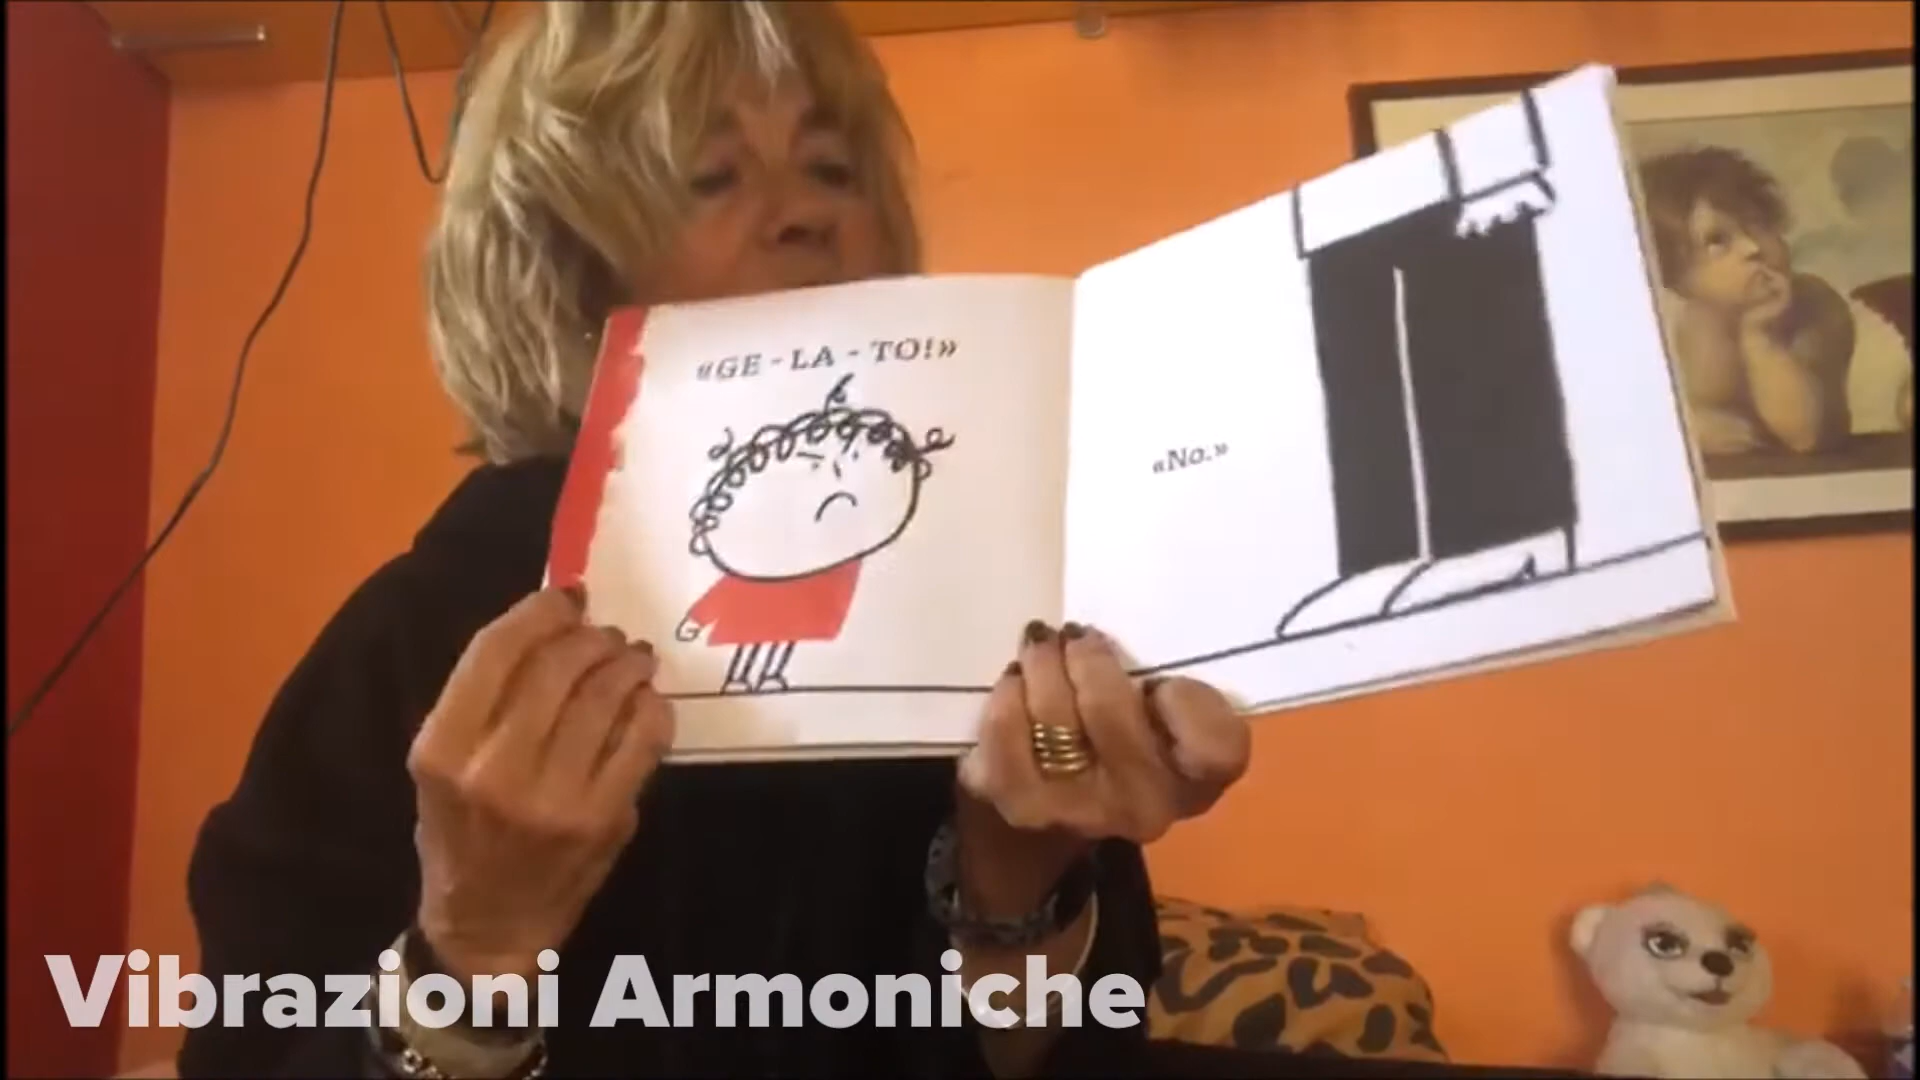 «GE - LA - TO!»
«No.»
Vibrazioni Armoniche